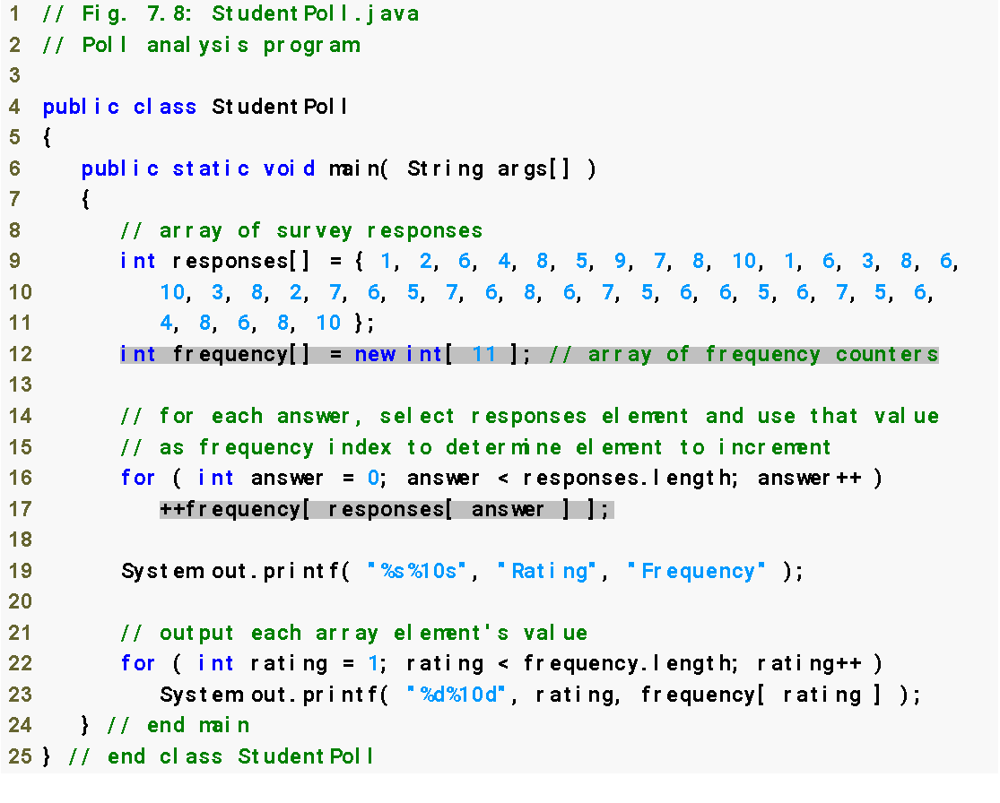 1 // Fig. 7.8: StudentPoll.java
2 // Poll analysis program
3
4 public class StudentPoll
5 {
6    public static void main( String args[] )
7    {
8       // array of survey responses
9       int responses[] = { 1, 2, 6, 4, 8, 5, 9, 7, 8, 10, 1, 6, 3, 8, 6,
10          10, 3, 8, 2, 7, 6, 5, 7, 6, 8, 6, 7, 5, 6, 6, 5, 6, 7, 5, 6,
11          4, 8, 6, 8, 10 };
12       int frequency[] = new int[ 11 ]; // array of frequency counters
13
14       // for each answer, select responses element and use that value
15       // as frequency index to determine element to increment
16       for ( int answer = 0; answer < responses.length; answer++ )
17          ++frequency[ responses[ answer ] ];
18
19       System.out.printf( "%s%10s", "Rating", "Frequency" );
20
21       // output each array element's value
22       for ( int rating = 1; rating < frequency.length; rating++ )
23          System.out.printf( "%d%10d", rating, frequency[ rating ] );
24    } // end main
25 } // end class StudentPoll